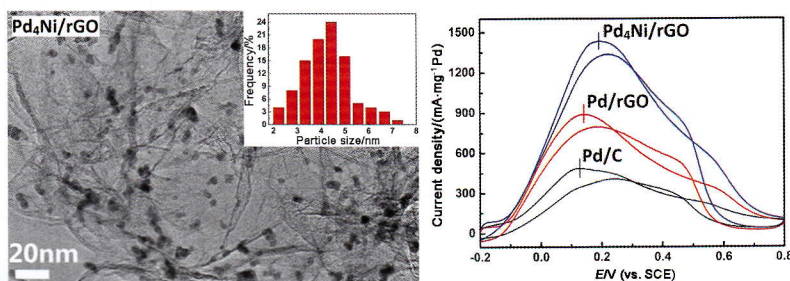 Pd₄Ni/rGO
20nm
Frequency/%
24
21
18
15
12
9
6
3
0
2 3 4 5 6 7 8
Particle size/nm
Current density/(mA·mg⁻¹Pd)
1500
1200
900
600
300
0
Pd₄Ni/rGO
Pd/rGO
Pd/C
-0.2 0.0 0.2 0.4 0.6 0.8
E/V (vs. SCE)